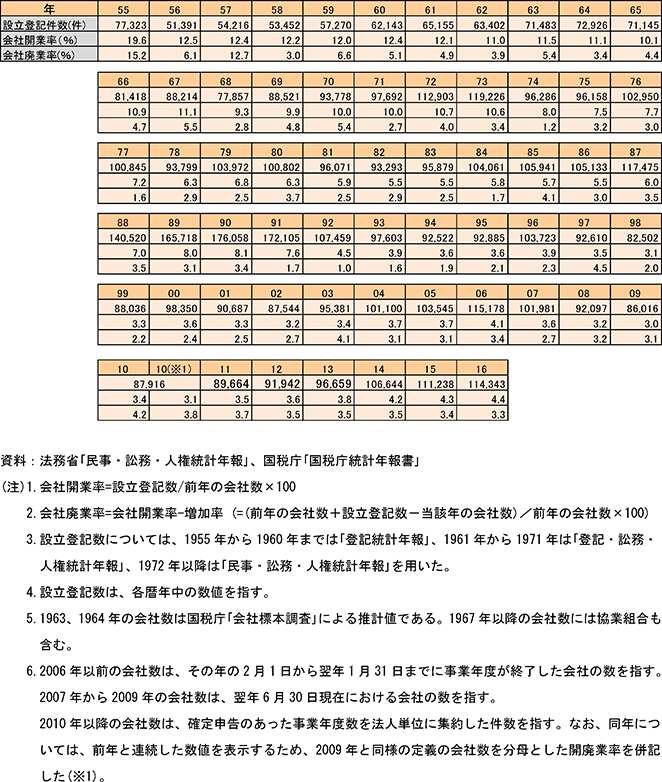 年 55 56 57 58 59 60 61 62 63 64 65
設立登記件数(件) 77,323 51,391 54,216 53,452 57,270 62,143 65,155 63,402 71,483 72,926 71,145
会社開業率(%) 19.6 12.5 12.4 12.2 12.0 12.4 12.1 11.0 11.5 11.1 10.1
会社廃業率(%) 15.2 6.1 12.7 3.0 6.6 5.1 4.9 3.9 5.4 3.4 4.4
66 67 68 69 70 71 72 73 74 75 76
81,418 88,214 77,857 88,521 93,778 97,692 112,903 119,226 96,286 96,158 102,950
10.9 11.1 9.3 9.9 10.0 10.0 10.7 10.6 8.0 7.5 7.7
4.7 5.5 2.8 4.8 5.4 2.7 4.0 3.4 1.2 3.2 3.0
77 78 79 80 81 82 83 84 85 86 87
100,845 93,799 103,972 100,802 96,071 93,293 95,879 104,061 105,941 105,133 117,475
7.2 6.3 6.8 6.3 5.9 5.5 5.5 5.8 5.7 5.5 6.0
1.6 2.9 2.5 3.7 2.5 2.9 2.5 1.7 4.1 3.0 3.5
88 89 90 91 92 93 94 95 96 97 98
140,520 165,718 176,058 172,105 107,459 97,603 92,522 92,885 103,723 92,610 82,502
7.0 8.0 8.1 7.6 4.5 3.9 3.6 3.6 3.9 3.5 3.1
3.5 3.1 3.4 1.7 1.0 1.6 1.9 2.1 2.3 4.5 2.0
99 00 01 02 03 04 05 06 07 08 09
88,036 98,350 90,687 87,544 95,381 101,100 103,545 115,178 101,981 92,097 86,016
3.3 3.6 3.3 3.2 3.4 3.7 3.7 4.1 3.6 3.2 3.0
2.2 2.4 2.5 2.7 4.1 3.1 3.1 3.4 2.7 3.2 3.1
10 10(※1) 11 12 13 14 15 16
87,916 89,664 91,942 96,659 106,644 111,238 114,343
3.4 3.1 3.5 3.6 3.8 4.2 4.3 4.4
4.2 3.8 3.7 3.5 3.5 3.5 3.4 3.3
資料：法務省「民事・訟務・人権統計年報」、国税庁「国税庁統計年報書」
(注)1. 会社開業率=設立登記数/前年の会社数×100
2. 会社廃業率=会社開業率-増加率 (=(前年の会社数＋設立登記数－当該年の会社数)／前年の会社数×100)
3. 設立登記数については、1955年から1960年までは「登記統計年報」、1961年から1971年は「登記・訟務・
人権統計年報」、1972年以降は「民事・訟務・人権統計年報」を用いた。
4. 設立登記数は、各暦年中の数値を指す。
5. 1963、1964年の会社数は国税庁「会社標本調査」による推計値である。1967年以降の会社数には協業組合も
含む。
6. 2006年以前の会社数は、その年の2月1日から翌年1月31日までに事業年度が終了した会社の数を指す。
2007年から2009年の会社数は、翌年6月30日現在における会社の数を指す。
2010年以降の会社数は、確定申告のあった事業年度数を法人単位に集約した件数を指す。なお、同年につ
いては、前年と連続した数値を表示するため、2009年と同様の定義の会社数を分母とした開廃業率を併記
した(※1)。